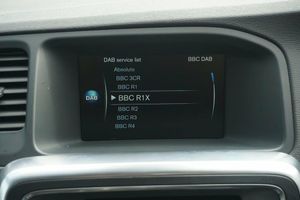 DAB service list
BBC DAB
Absolute
BBC 3CR
BBC R1
BBC R1X
BBC R2
BBC R3
BBC R4
DAB